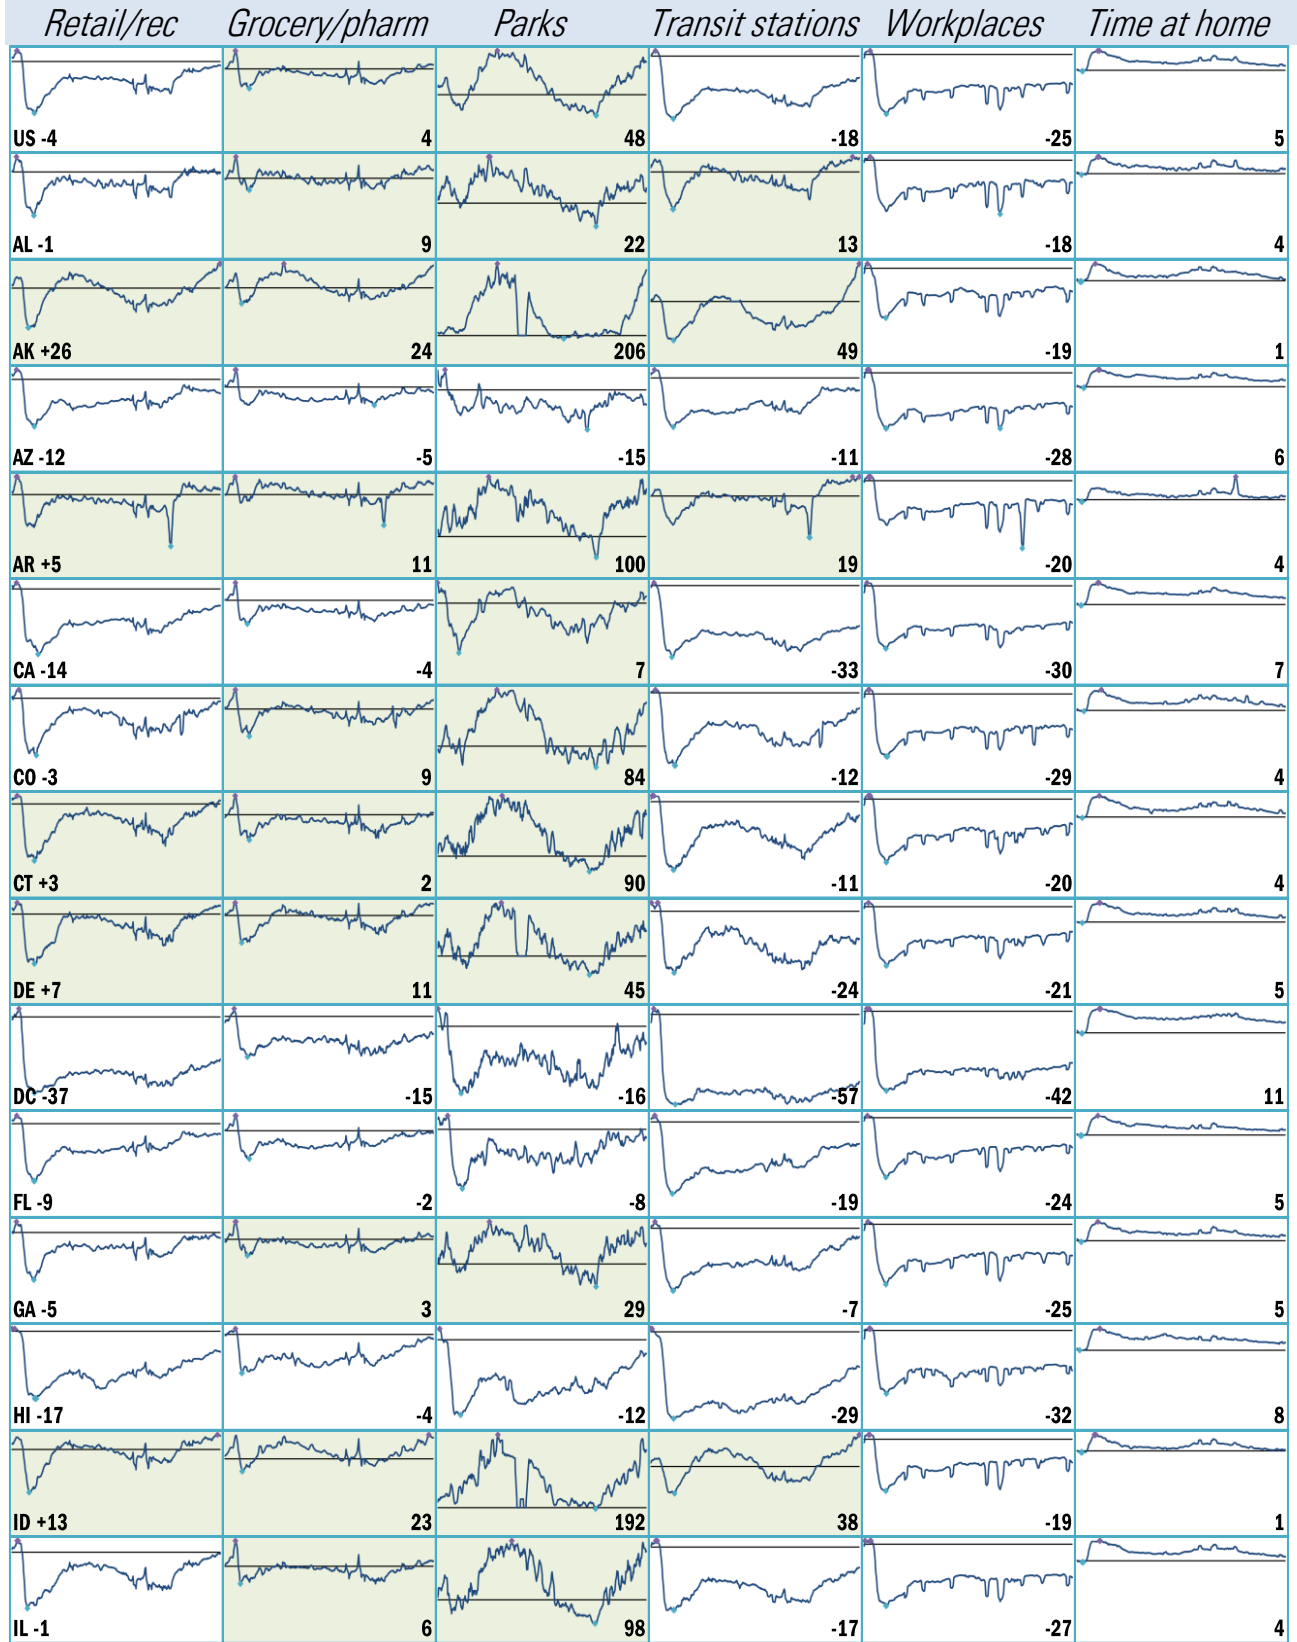 Retail/rec Grocery/pharm Parks Transit stations Workplaces Time at home
US -4 4 48 -18 -25 5
AL -1 9 22 13 -18 4
AK +26 24 206 49 -19 1
AZ -12 -5 -15 -11 -28 6
AR +5 11 100 19 -20 4
CA -14 -4 7 -33 -30 7
CO -3 9 84 -12 -29 4
CT +3 2 90 -11 -20 4
DE +7 11 45 -24 -21 5
DC -37 -15 -16 -57 -42 11
FL -9 -2 -8 -19 -24 5
GA -5 3 29 -7 -25 5
HI -17 -4 -12 -29 -32 8
ID +13 23 192 38 -19 1
IL -1 6 98 -17 -27 4